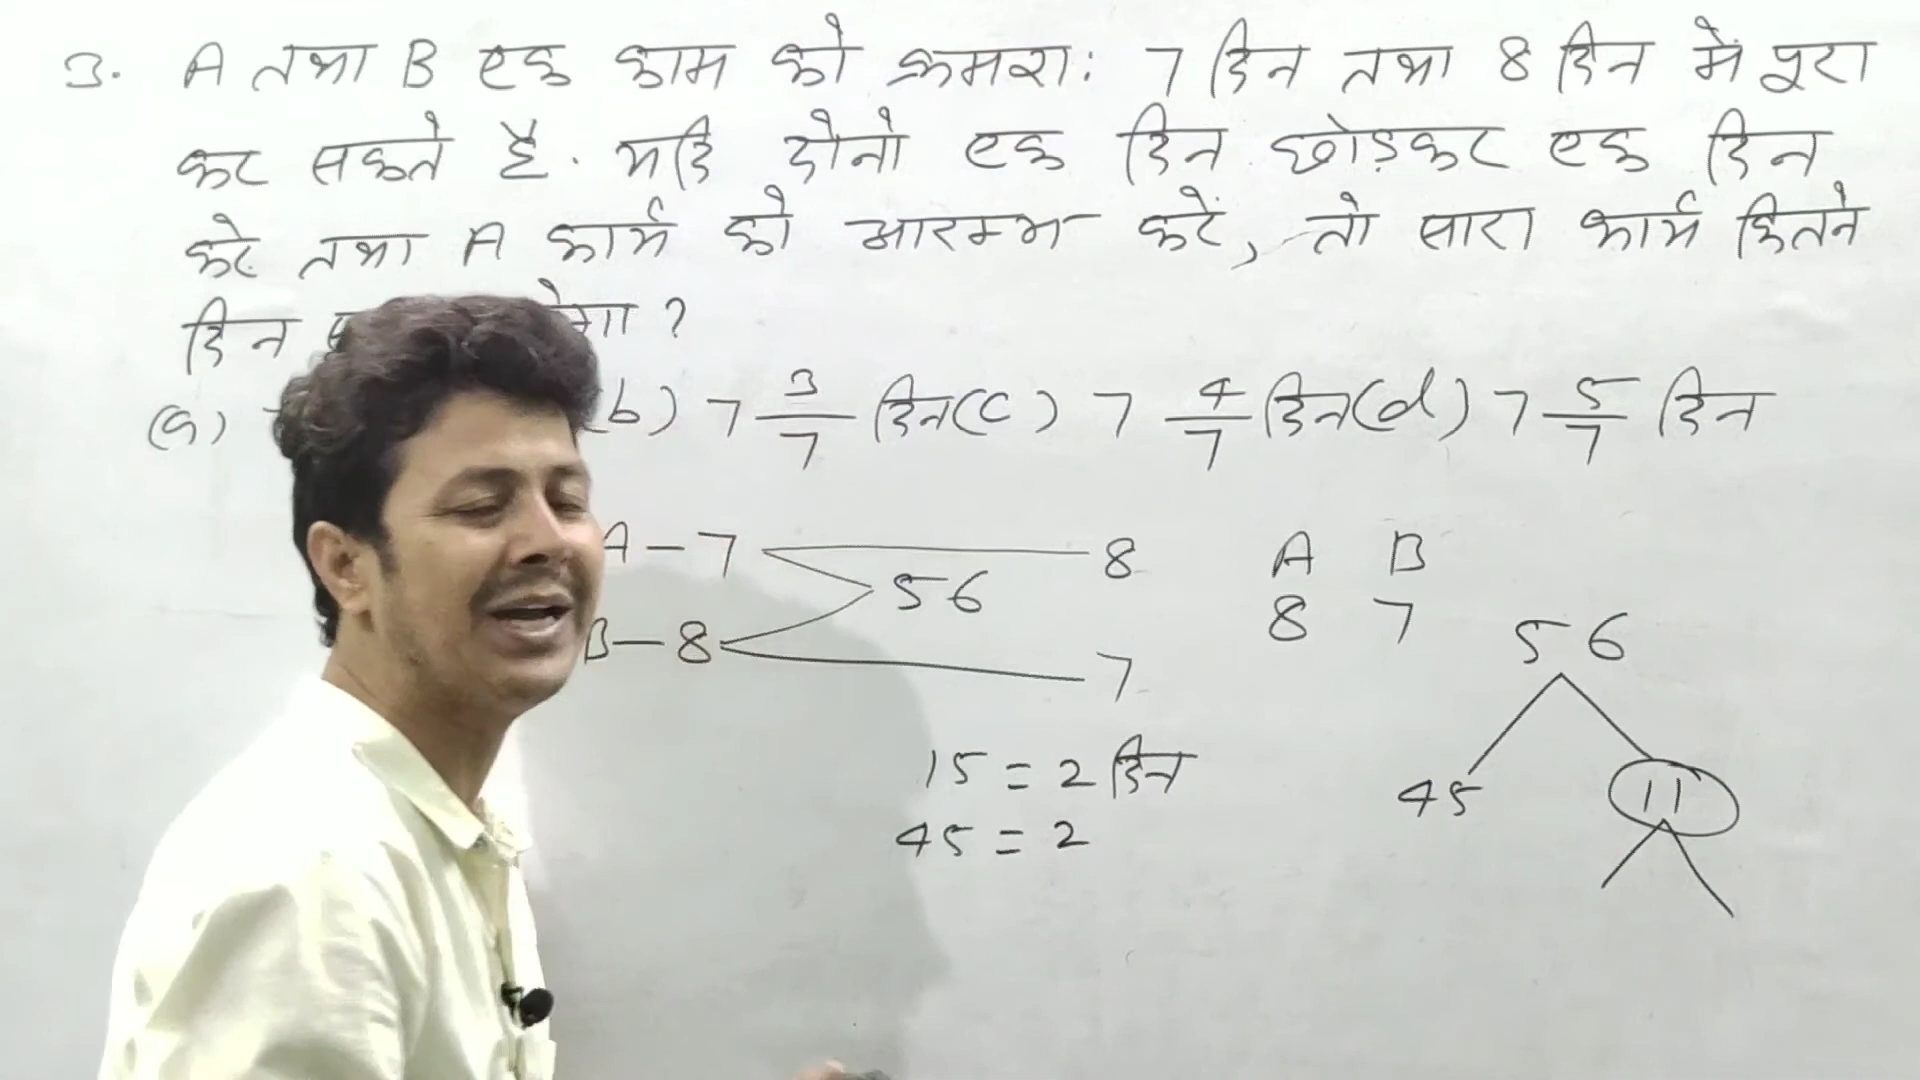 3. A तथा B एक काम को क्रमशः 7 दिन तथा 8 दिन में पूरा
कर सकते है. यदि दोनो एक दिन छोड़कर एक दिन
करे तथा A कार्य को आरम्भ करें, तो सारा कार्य कितने
दिन ?
(a) (b) 7 3/7 दिन (c) 7 4/7 दिन (d) 7 5/7 दिन
A – 7 8 A B
56 8 7
B – 8 7 56
15 = 2 दिन 45 11
45 = 2